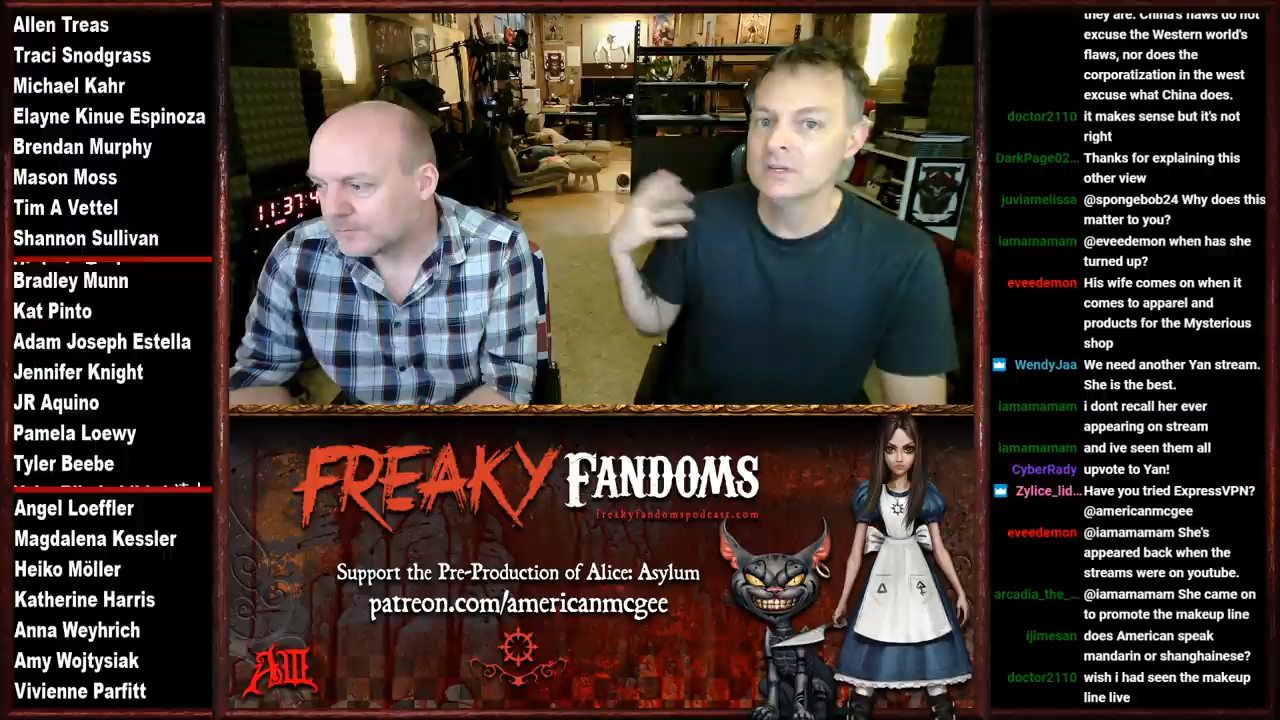 Allen Treas
Traci Snodgrass
Michael Kahr
Elayne Kinue Espinoza
Brendan Murphy
Mason Moss
Tim A Vettel
Shannon Sullivan
Bradley Munn
Kat Pinto
Adam Joseph Estella
Jennifer Knight
JR Aquino
Pamela Loewy
Tyler Beebe
Angel Loeffler
Magdalena Kessler
Heiko Möller
Katherine Harris
Anna Weyhrich
Amy Wojtysiak
Vivienne Parfitt
11:37:4
FREAKY FANDOMS
freakyfandomspodcast.com
Support the Pre-Production of Alice: Asylum
patreon.com/americanmcgee
they are. China's flaws do not
excuse the Western world's
flaws, nor does the
corporatization in the west
excuse what China does.
doctor2110 it makes sense but it's not
right
DarkPage02... Thanks for explaining this
other view
juviamelissa @spongebob24 Why does this
matter to you?
iamamamam @eveedemon when has she
turned up?
eveedemon His wife comes on when it
comes to apparel and
products for the Mysterious
shop
WendyJaa We need another Yan stream.
She is the best.
iamamamam i dont recall her ever
appearing on stream
iamamamam and ive seen them all
CyberRady upvote to Yan!
Zylice_lid... Have you tried ExpressVPN?
@americanmcgee
eveedemon @iamamamam She's
appeared back when the
streams were on youtube.
arcadia_the_... @iamamamam She came on
to promote the makeup line
ijimesan does American speak
mandarin or shanghainese?
doctor2110 wish i had seen the makeup
line live